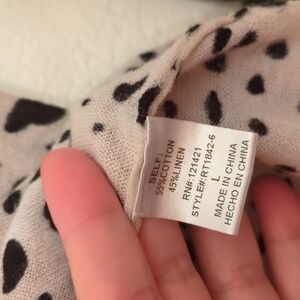 SELF:
55%COTTON
45%LINEN
RN#:121421
STYLE#:RT1842-6
L
MADE IN CHINA
HECHO EN CHINA